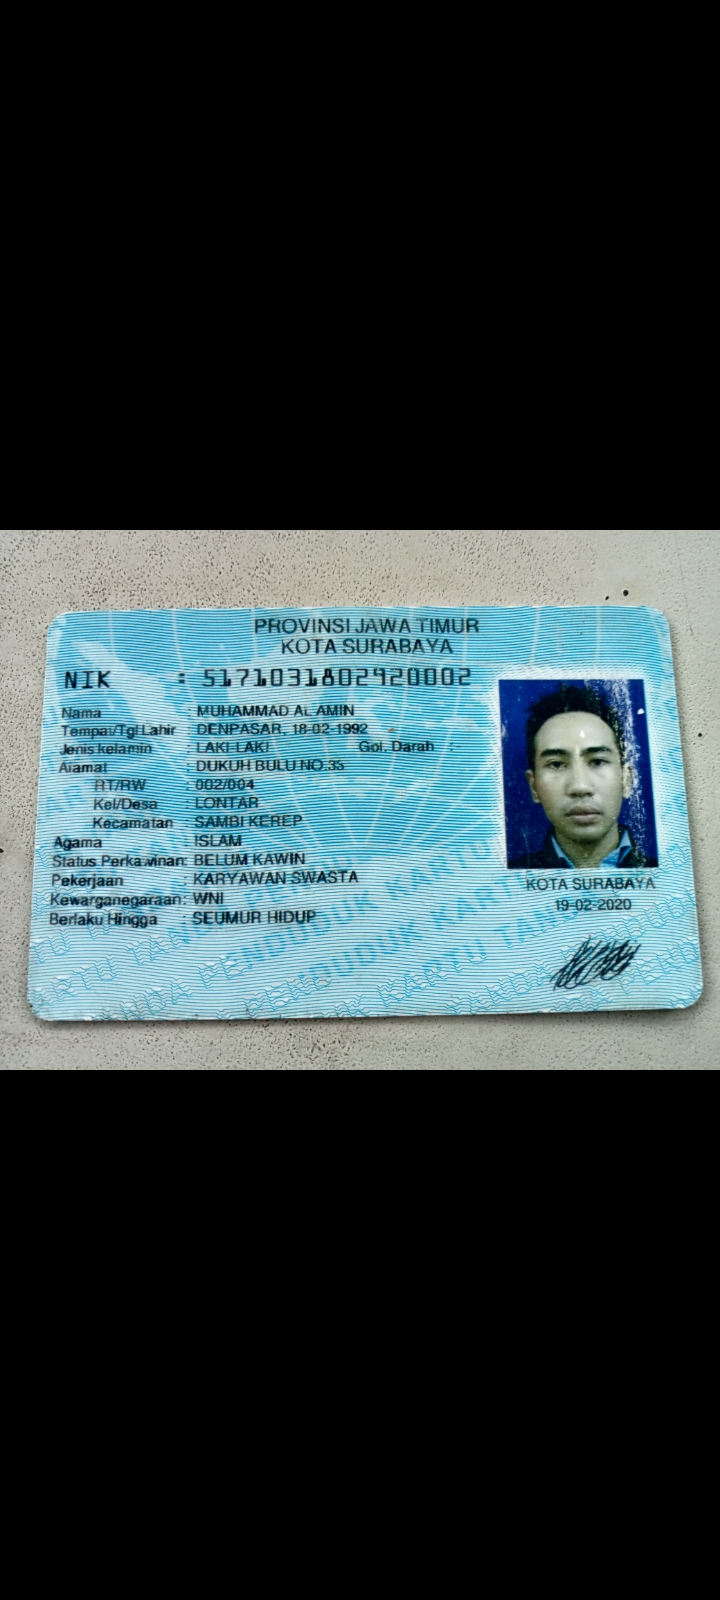 PROVINSI JAWA TIMUR
KOTA SURABAYA
NIK : 5171031802920002
Nama : MUHAMMAD AL AMIN
Tempat/Tgl Lahir : DENPASAR, 18-02-1992
Jenis kelamin : LAKI-LAKI Gol. Darah : -
Alamat : DUKUH BULU NO.35
RT/RW : 002/004
Kel/Desa : LONTAR
Kecamatan : SAMBI KEREP
Agama : ISLAM
Status Perkawinan: BELUM KAWIN
Pekerjaan : KARYAWAN SWASTA
Kewarganegaraan: WNI
Berlaku Hingga : SEUMUR HIDUP
KOTA SURABAYA
19-02-2020